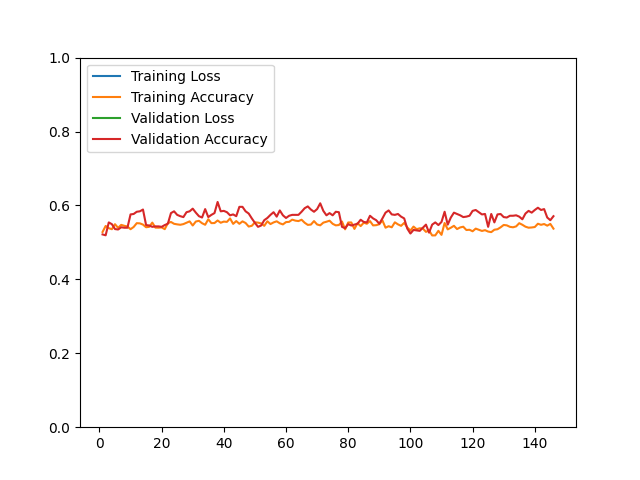 Training Loss
Training Accuracy
Validation Loss
Validation Accuracy
1.0
0.8
0.6
0.4
0.2
0.0
0 20 40 60 80 100 120 140